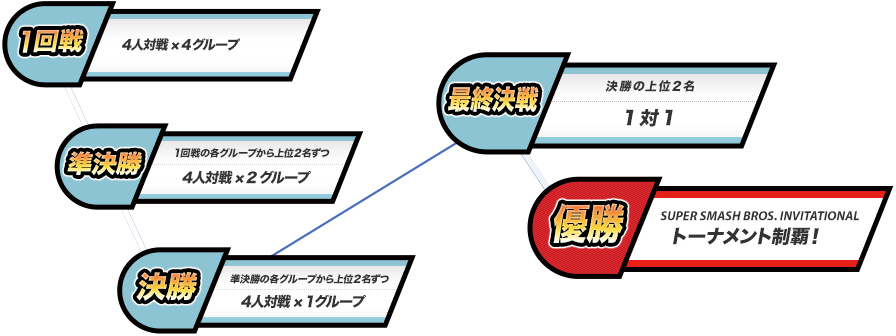 1回戦
4人対戦×4グループ
準決勝
1回戦の各グループから上位2名ずつ
4人対戦×2グループ
決勝
準決勝の各グループから上位2名ずつ
4人対戦×1グループ
最終決戦
決勝の上位2名
1対1
優勝
SUPER SMASH BROS. INVITATIONAL
トーナメント制覇！